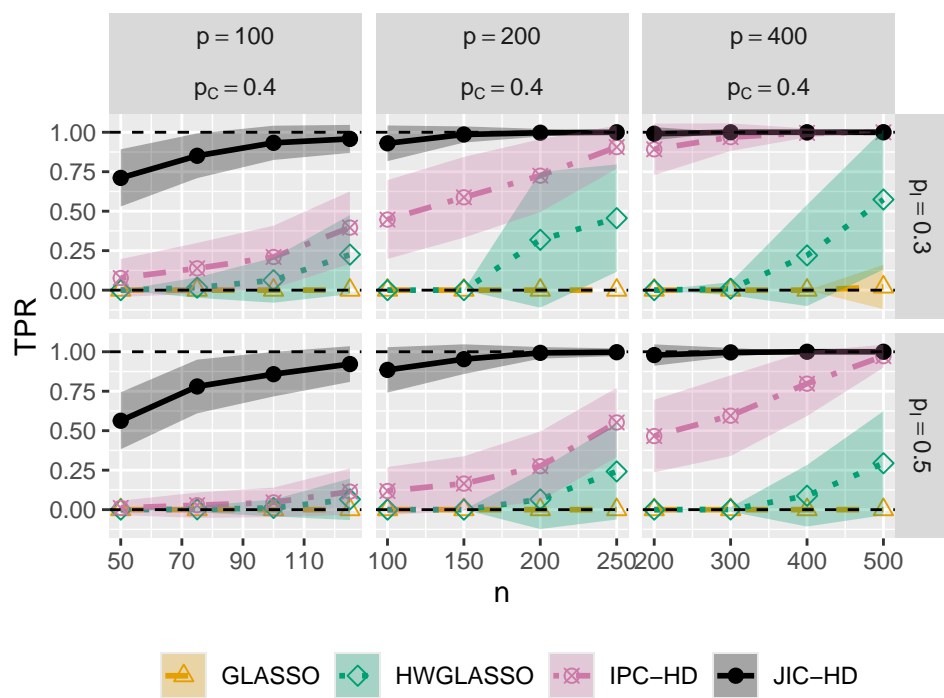 p = 100 p = 200 p = 400
p_C = 0.4 p_C = 0.4 p_C = 0.4
1.00
0.75
0.50
0.25
0.00
p_I = 0.3
TPR
1.00
0.75
0.50
0.25
0.00
p_I = 0.5
50 70 90 110 100 150 200 250 200 300 400 500
n
GLASSO HWGLASSO IPC−HD JIC−HD